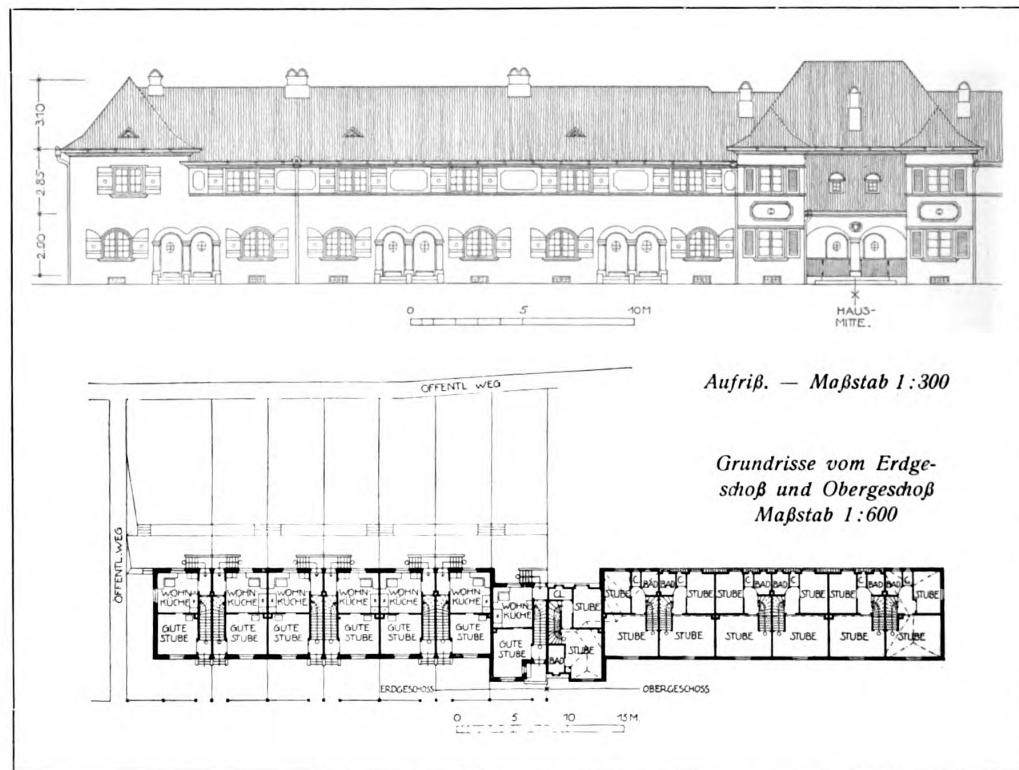 3.10
2.85
2.90
0 5 10 M
HAUS-
MITTE.
Aufriß. — Maßstab 1 : 300
ÖFFENTL WEG
Grundrisse vom Erdge-
schoß und Obergeschoß
Maßstab 1 : 600
ÖFFENTL. WEG
WOHN KÜCHE
WOHN KÜCHE
WOHN KÜCHE
WOHN KÜCHE
WOHN KÜCHE
WOHN KÜCHE
WOHN KÜCHE
GUTE STUBE
GUTE STUBE
GUTE STUBE
GUTE STUBE
GUTE STUBE
GUTE STUBE
GUTE STUBE
CL.
STUBE
BAD
STUBE
STUBE C. BAD BAD C. STUBE STUBE C. BAD BAD C. STUBE STUBE C. BAD BAD C. STUBE
STUBE STUBE STUBE STUBE STUBE STUBE
ERDGESCHOSS
OBERGESCHOSS
0 5 10 15 M.